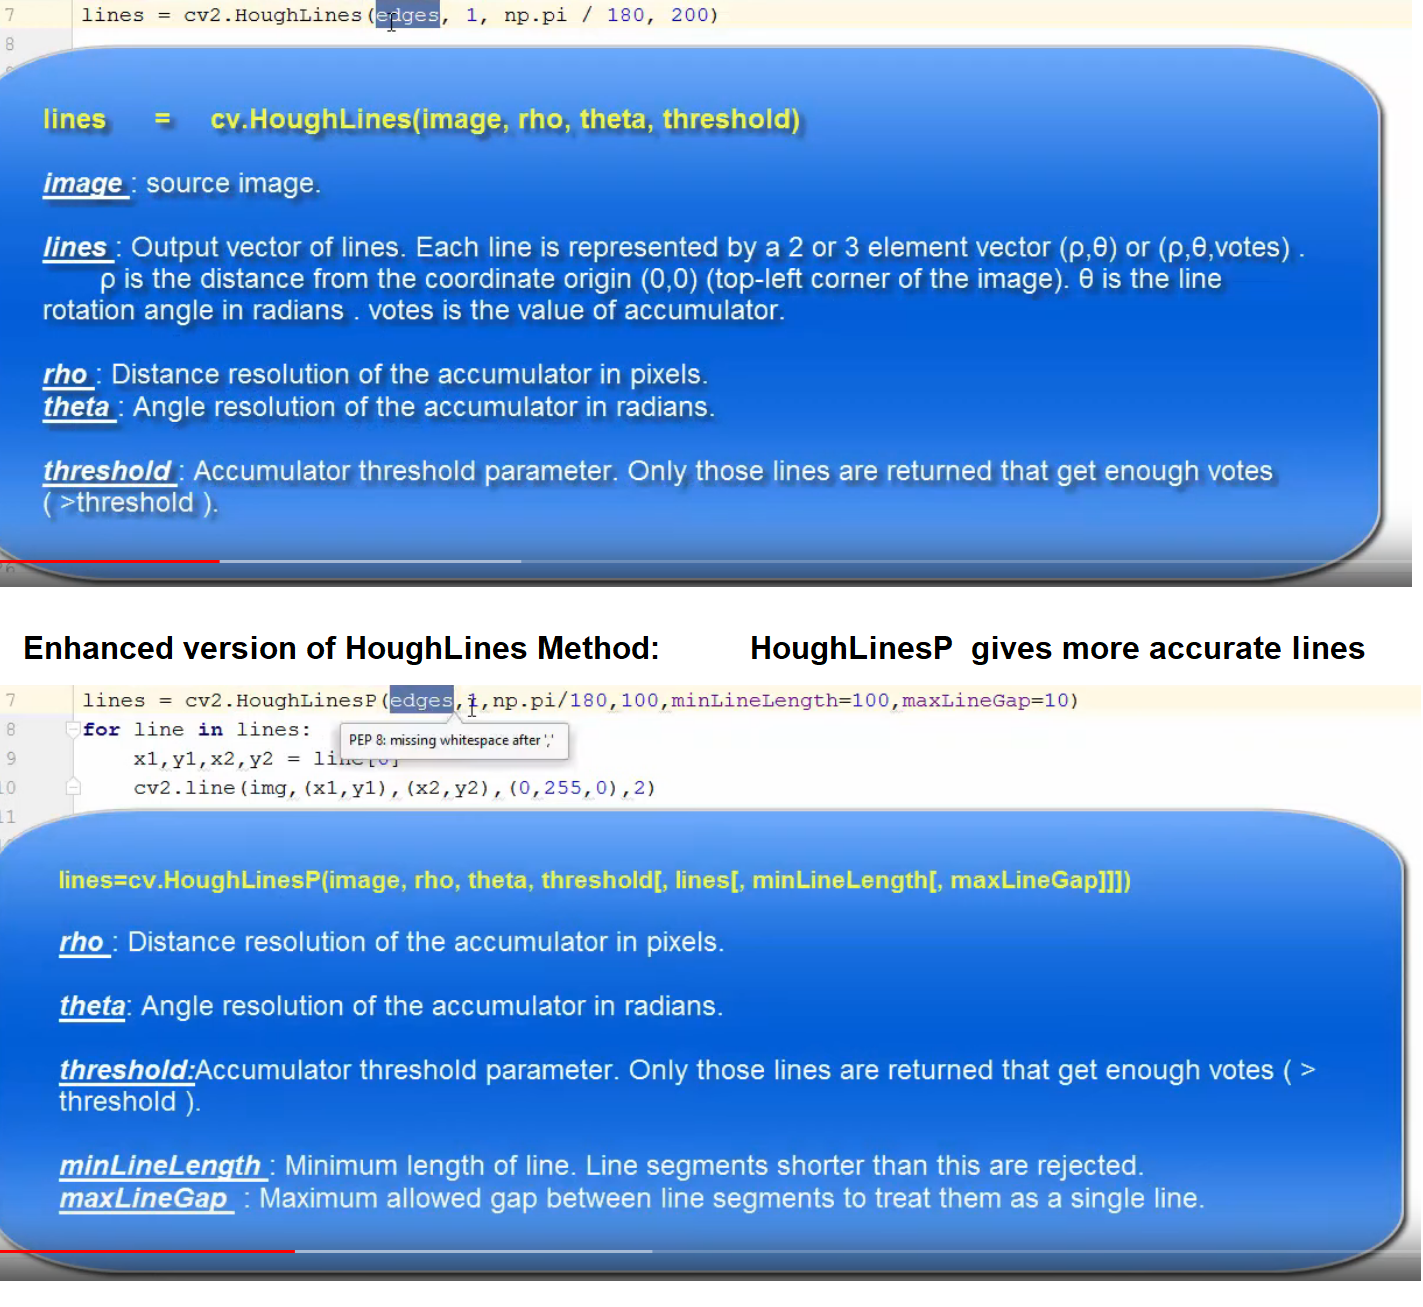 7 lines = cv2.HoughLines(edges, 1, np.pi / 180, 200)
8
lines = cv.HoughLines(image, rho, theta, threshold)
image : source image.
lines : Output vector of lines. Each line is represented by a 2 or 3 element vector (ρ,θ) or (ρ,θ,votes) .
ρ is the distance from the coordinate origin (0,0) (top-left corner of the image). θ is the line
rotation angle in radians . votes is the value of accumulator.
rho : Distance resolution of the accumulator in pixels.
theta : Angle resolution of the accumulator in radians.
threshold : Accumulator threshold parameter. Only those lines are returned that get enough votes
( >threshold ).
Enhanced version of HoughLines Method: HoughLinesP gives more accurate lines
7 lines = cv2.HoughLinesP(edges,1,np.pi/180,100,minLineLength=100,maxLineGap=10)
8 for line in lines:
PEP 8: missing whitespace after ','
9 x1,y1,x2,y2 = line[0]
10 cv2.line(img,(x1,y1),(x2,y2),(0,255,0),2)
11
lines=cv.HoughLinesP(image, rho, theta, threshold[, lines[, minLineLength[, maxLineGap]]])
rho : Distance resolution of the accumulator in pixels.
theta: Angle resolution of the accumulator in radians.
threshold:Accumulator threshold parameter. Only those lines are returned that get enough votes ( >
threshold ).
minLineLength : Minimum length of line. Line segments shorter than this are rejected.
maxLineGap : Maximum allowed gap between line segments to treat them as a single line.